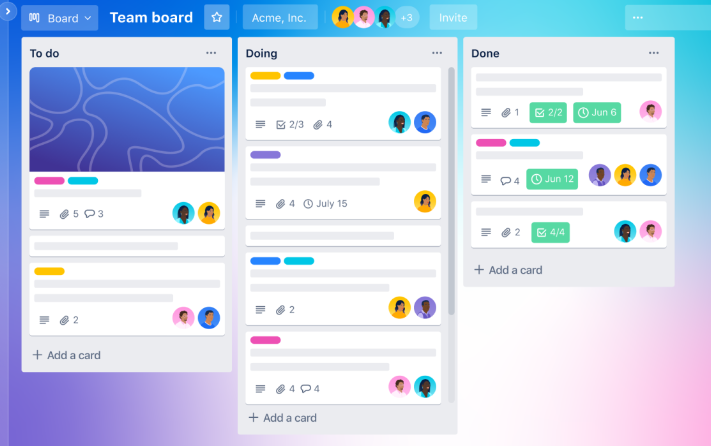 Board
Team board
Acme, Inc.
+3
Invite
To do
5 3
2
+ Add a card
Doing
2/3 4
4 July 15
2
4 4
+ Add a card
Done
1 2/2 Jun 6
4 Jun 12
2 4/4
+ Add a card